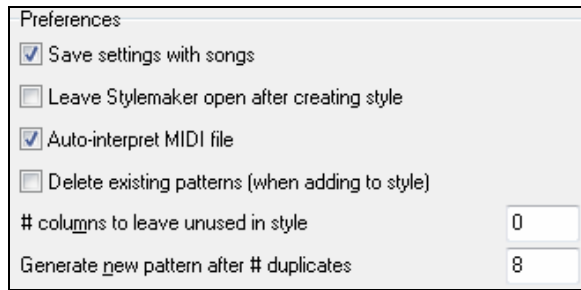 Preferences
Save settings with songs
Leave Stylemaker open after creating style
Auto-interpret MIDI file
Delete existing patterns (when adding to style)
# columns to leave unused in style 0
Generate new pattern after # duplicates 8